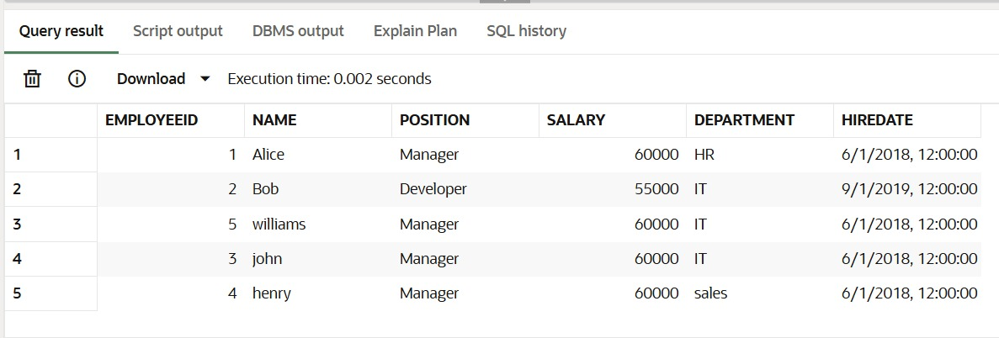 Query result Script output DBMS output Explain Plan SQL history
Download Execution time: 0.002 seconds
EMPLOYEEID NAME POSITION SALARY DEPARTMENT HIREDATE
1 1 Alice Manager 60000 HR 6/1/2018, 12:00:00
2 2 Bob Developer 55000 IT 9/1/2019, 12:00:00
3 5 williams Manager 60000 IT 6/1/2018, 12:00:00
4 3 john Manager 60000 IT 6/1/2018, 12:00:00
5 4 henry Manager 60000 sales 6/1/2018, 12:00:00